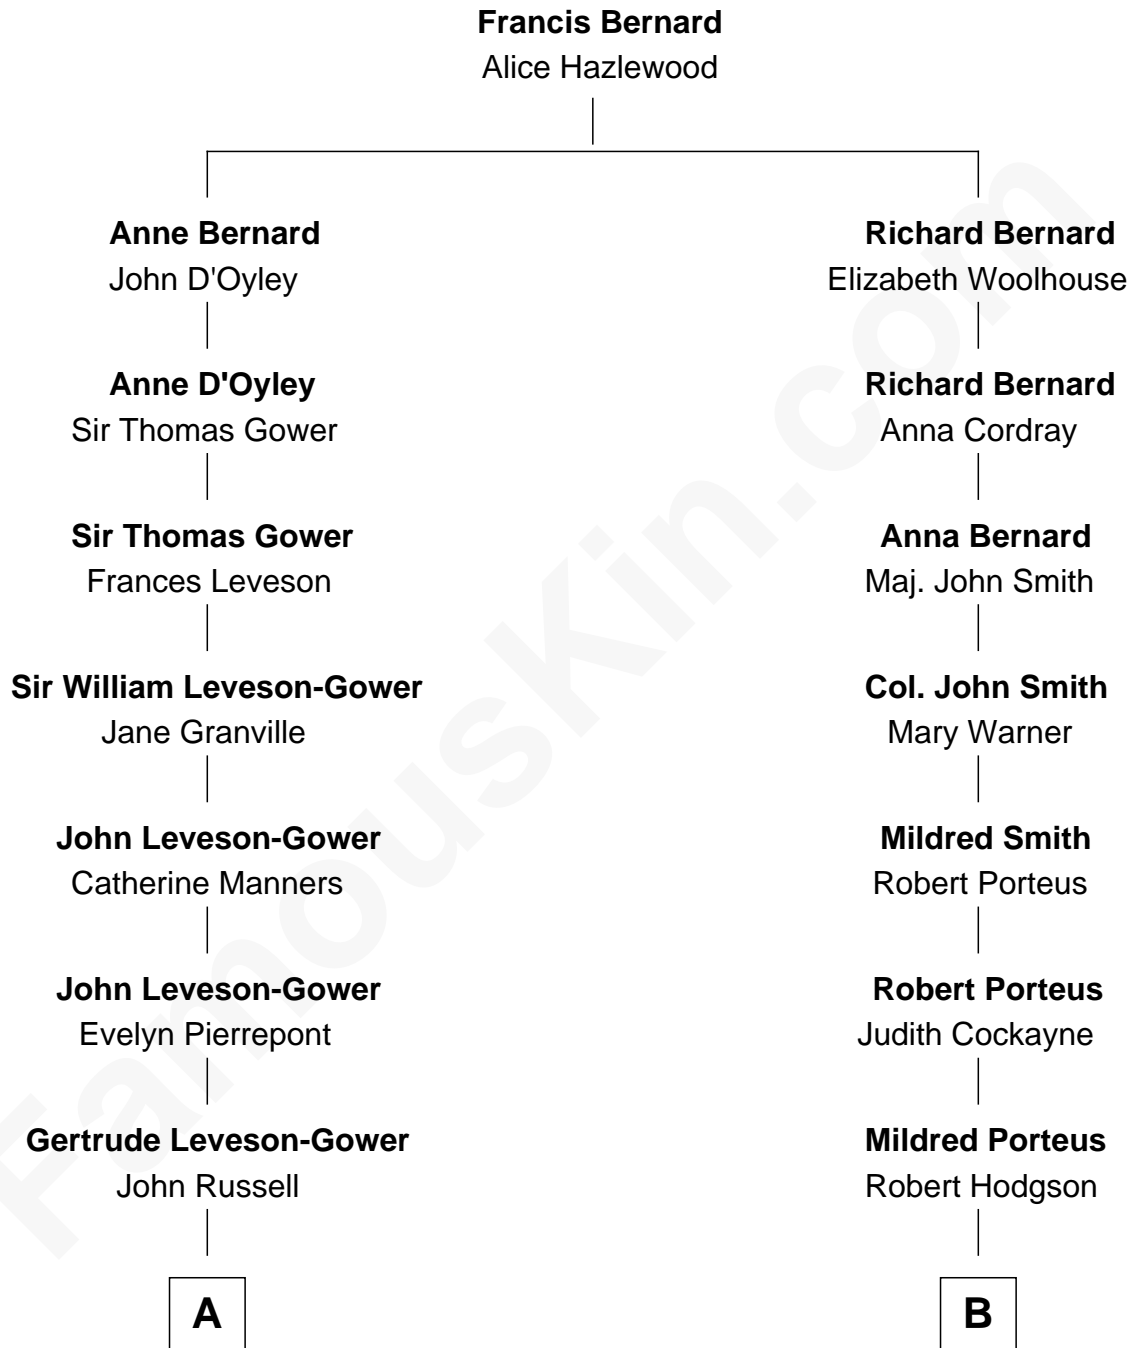 Francis Bernard
Alice Hazlewood
Anne Bernard
John D'Oyley
Richard Bernard
Elizabeth Woolhouse
Anne D'Oyley
Sir Thomas Gower
Richard Bernard
Anna Cordray
Sir Thomas Gower
Frances Leveson
Anna Bernard
Maj. John Smith
Sir William Leveson-Gower
Jane Granville
Col. John Smith
Mary Warner
John Leveson-Gower
Catherine Manners
Mildred Smith
Robert Porteus
John Leveson-Gower
Evelyn Pierrepont
Robert Porteus
Judith Cockayne
Gertrude Leveson-Gower
John Russell
Mildred Porteus
Robert Hodgson
A
B
FamousKin.com